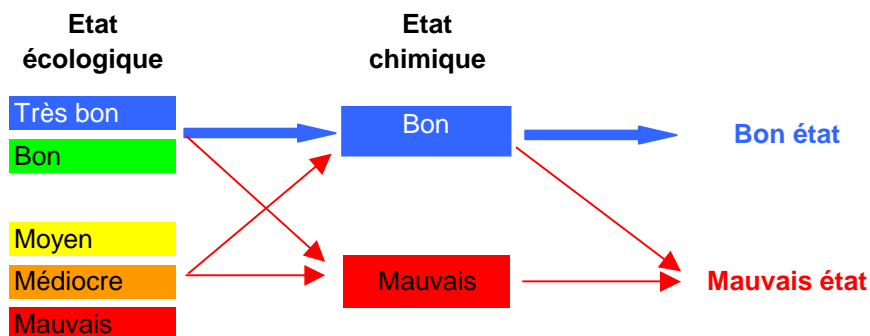 Etat
écologique
Etat
chimique
Très bon
Bon
Bon
Bon état
Moyen
Médiocre
Mauvais
Mauvais
Mauvais état